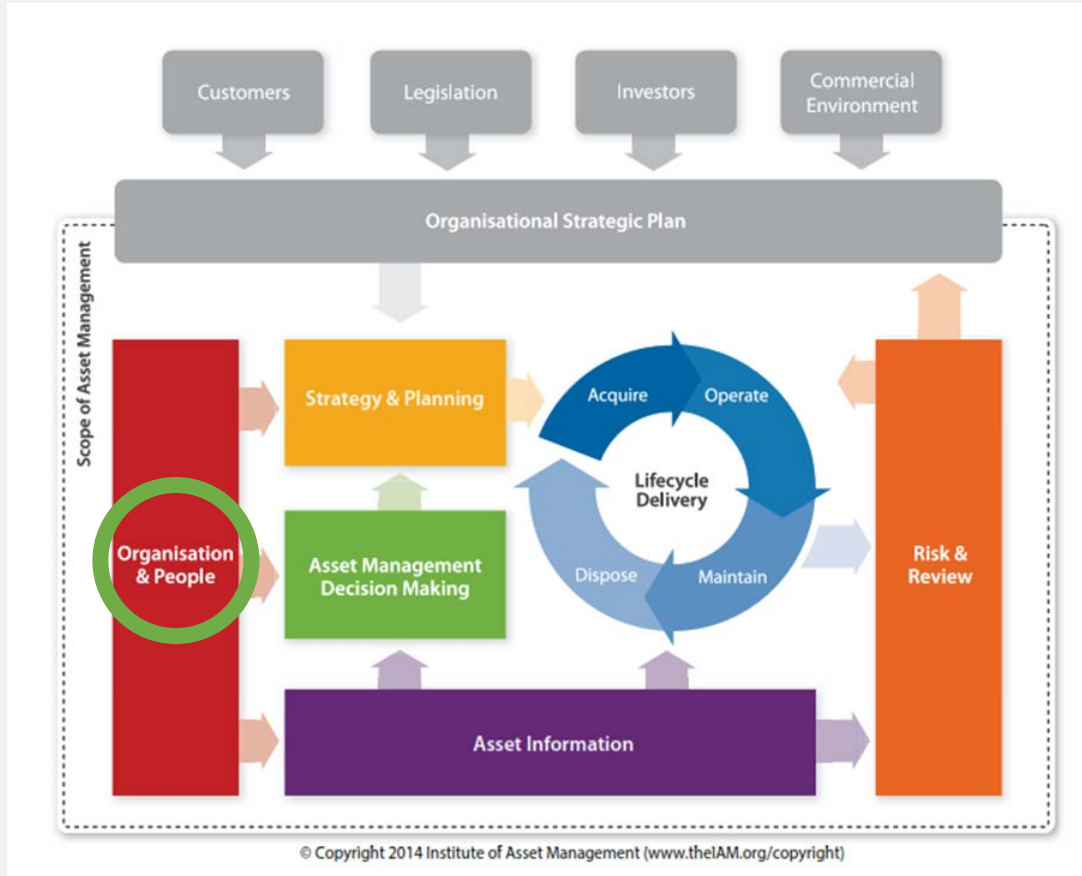 Customers
Legislation
Investors
Commercial
Environment
Organisational Strategic Plan
Scope of Asset Management
Strategy & Planning
Acquire
Operate
Lifecycle
Delivery
Organisation
& People
Asset Management
Decision Making
Dispose
Maintain
Risk &
Review
Asset Information
© Copyright 2014 Institute of Asset Management (www.theIAM.org/copyright)